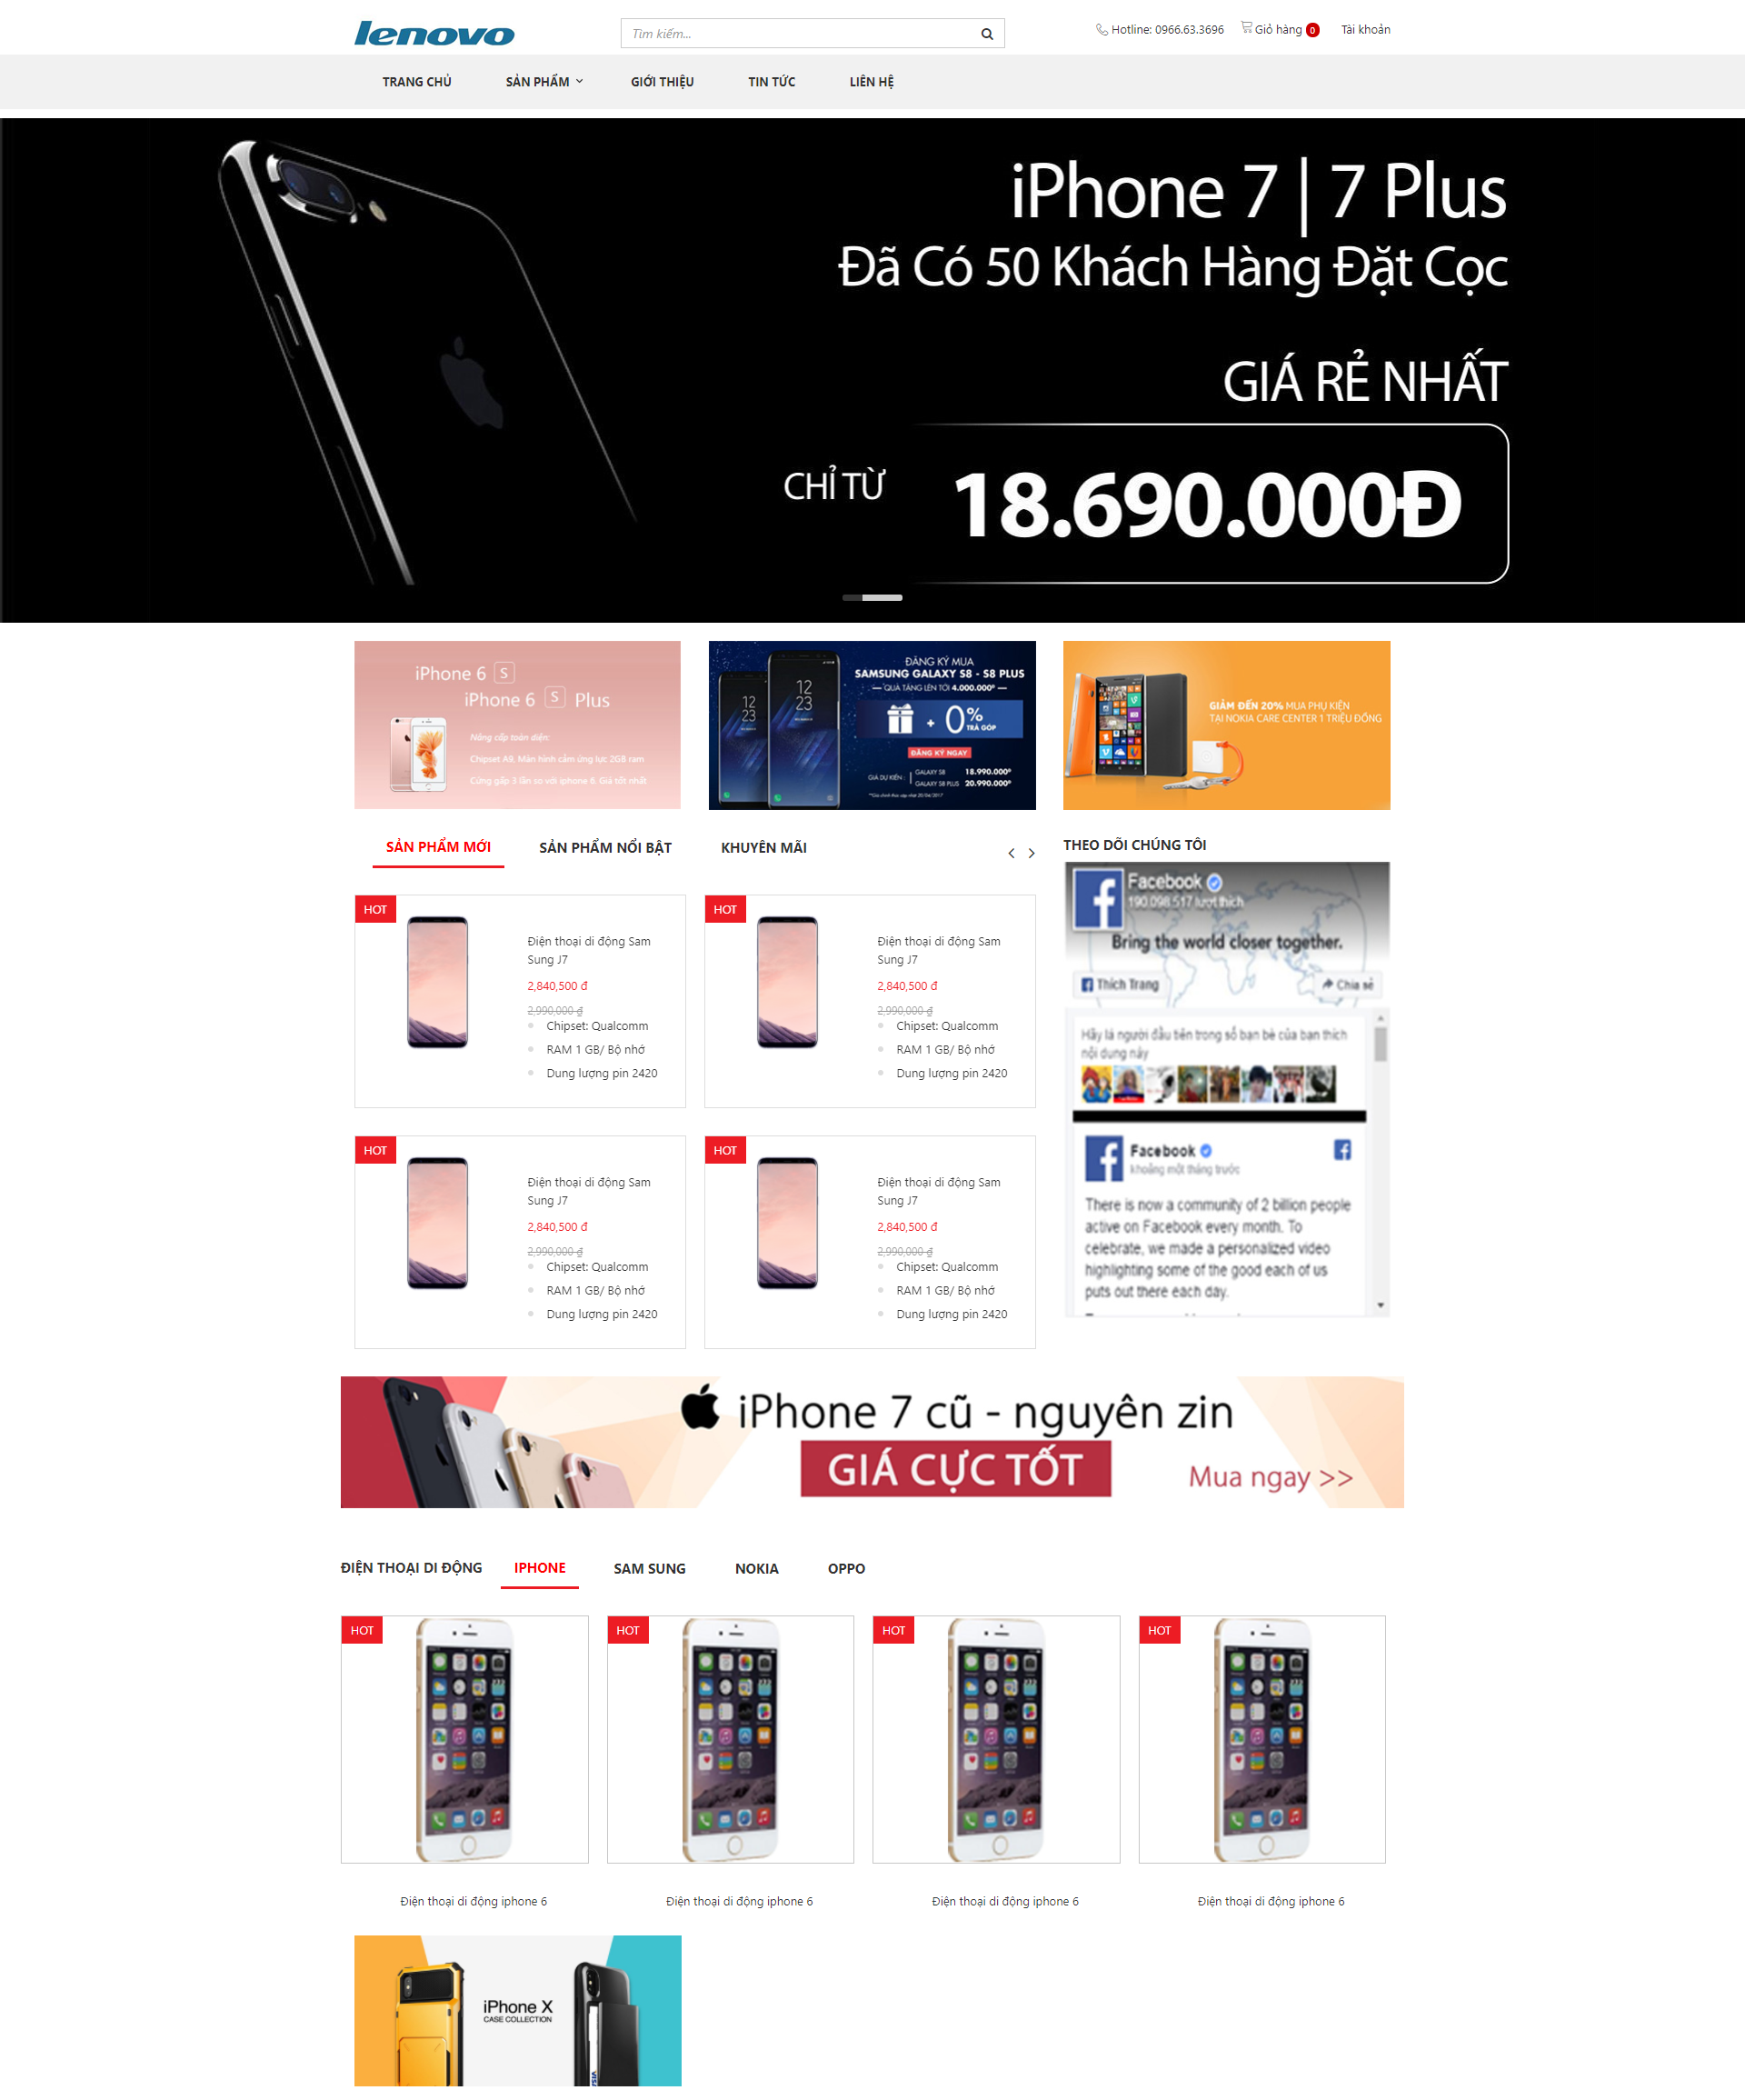 lenovo
Tìm kiếm...
Hotline: 0966.63.3696
Giỏ hàng 0
Tài khoản
TRANG CHỦ
SẢN PHẨM
GIỚI THIỆU
TIN TỨC
LIÊN HỆ
iPhone 7 | 7 Plus
Đã Có 50 Khách Hàng Đặt Cọc
GIÁ RẺ NHẤT
CHỈ TỪ
18.690.000Đ
iPhone 6 S
iPhone 6 S Plus
Nâng cấp toàn diện:
Chipset A9, Màn hình cảm ứng lực 2GB ram
Cứng gấp 3 lần so với iphone 6. Giá tốt nhất
12
23
12
23
ĐĂNG KÝ MUA
SAMSUNG GALAXY S8 - S8 PLUS
QUÀ TẶNG LÊN TỚI 4.000.000Đ
+ 0%
TRẢ GÓP
ĐĂNG KÝ NGAY
GIÁ DỰ KIẾN :
GALAXY S8 18.990.000Đ
GALAXY S8 PLUS 20.990.000Đ
GIẢM ĐẾN 20% MUA PHỤ KIỆN
TẠI NOKIA CARE CENTER 1 TRIỆU ĐỒNG
SẢN PHẨM MỚI
SẢN PHẨM NỔI BẬT
KHUYẾN MÃI
THEO DÕI CHÚNG TÔI
HOT
Điện thoại di động Sam
Sung J7
2,840,500 đ
2,990,000 ₫
Chipset: Qualcomm
RAM 1 GB/ Bộ nhớ
Dung lượng pin 2420
HOT
Điện thoại di động Sam
Sung J7
2,840,500 đ
2,990,000 ₫
Chipset: Qualcomm
RAM 1 GB/ Bộ nhớ
Dung lượng pin 2420
HOT
Điện thoại di động Sam
Sung J7
2,840,500 đ
2,990,000 ₫
Chipset: Qualcomm
RAM 1 GB/ Bộ nhớ
Dung lượng pin 2420
HOT
Điện thoại di động Sam
Sung J7
2,840,500 đ
2,990,000 ₫
Chipset: Qualcomm
RAM 1 GB/ Bộ nhớ
Dung lượng pin 2420
Facebook
190.098.517 lượt thích
Bring the world closer together.
Thích Trang
Chia sẻ
Hãy là người đầu tiên trong số bạn bè của bạn thích
nội dung này
Facebook
khoảng một tháng trước
There is now a community of 2 billion people
active on Facebook every month. To
celebrate, we made a personalized video
highlighting some of the good each of us
puts out there each day.
iPhone 7 cũ - nguyên zin
GIÁ CỰC TỐT
Mua ngay >>
ĐIỆN THOẠI DI ĐỘNG
IPHONE
SAM SUNG
NOKIA
OPPO
HOT
HOT
HOT
HOT
Điện thoại di động iphone 6
Điện thoại di động iphone 6
Điện thoại di động iphone 6
Điện thoại di động iphone 6
iPhone X
CASE COLLECTION
VISA